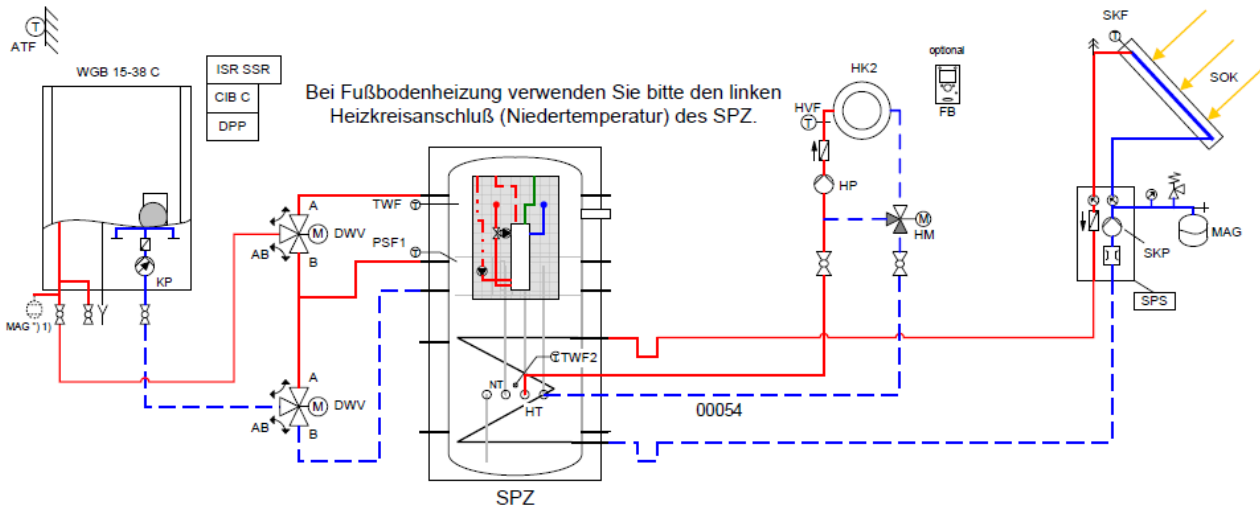 T
ATF
WGB 15-38 C
ISR SSR
CIB C
DPP
KP
MAG *) 1)
Bei Fußbodenheizung verwenden Sie bitte den linken
Heizkreisanschluß (Niedertemperatur) des SPZ.
A
M
DWV
AB
B
A
M
DWV
AB
B
TWF
T
PSF1
T
T
TWF2
NT
HT
SPZ
HK2
HVF
T
HP
M
HM
optional
FB
00054
SKF
T
SOK
MAG
SKP
SPS